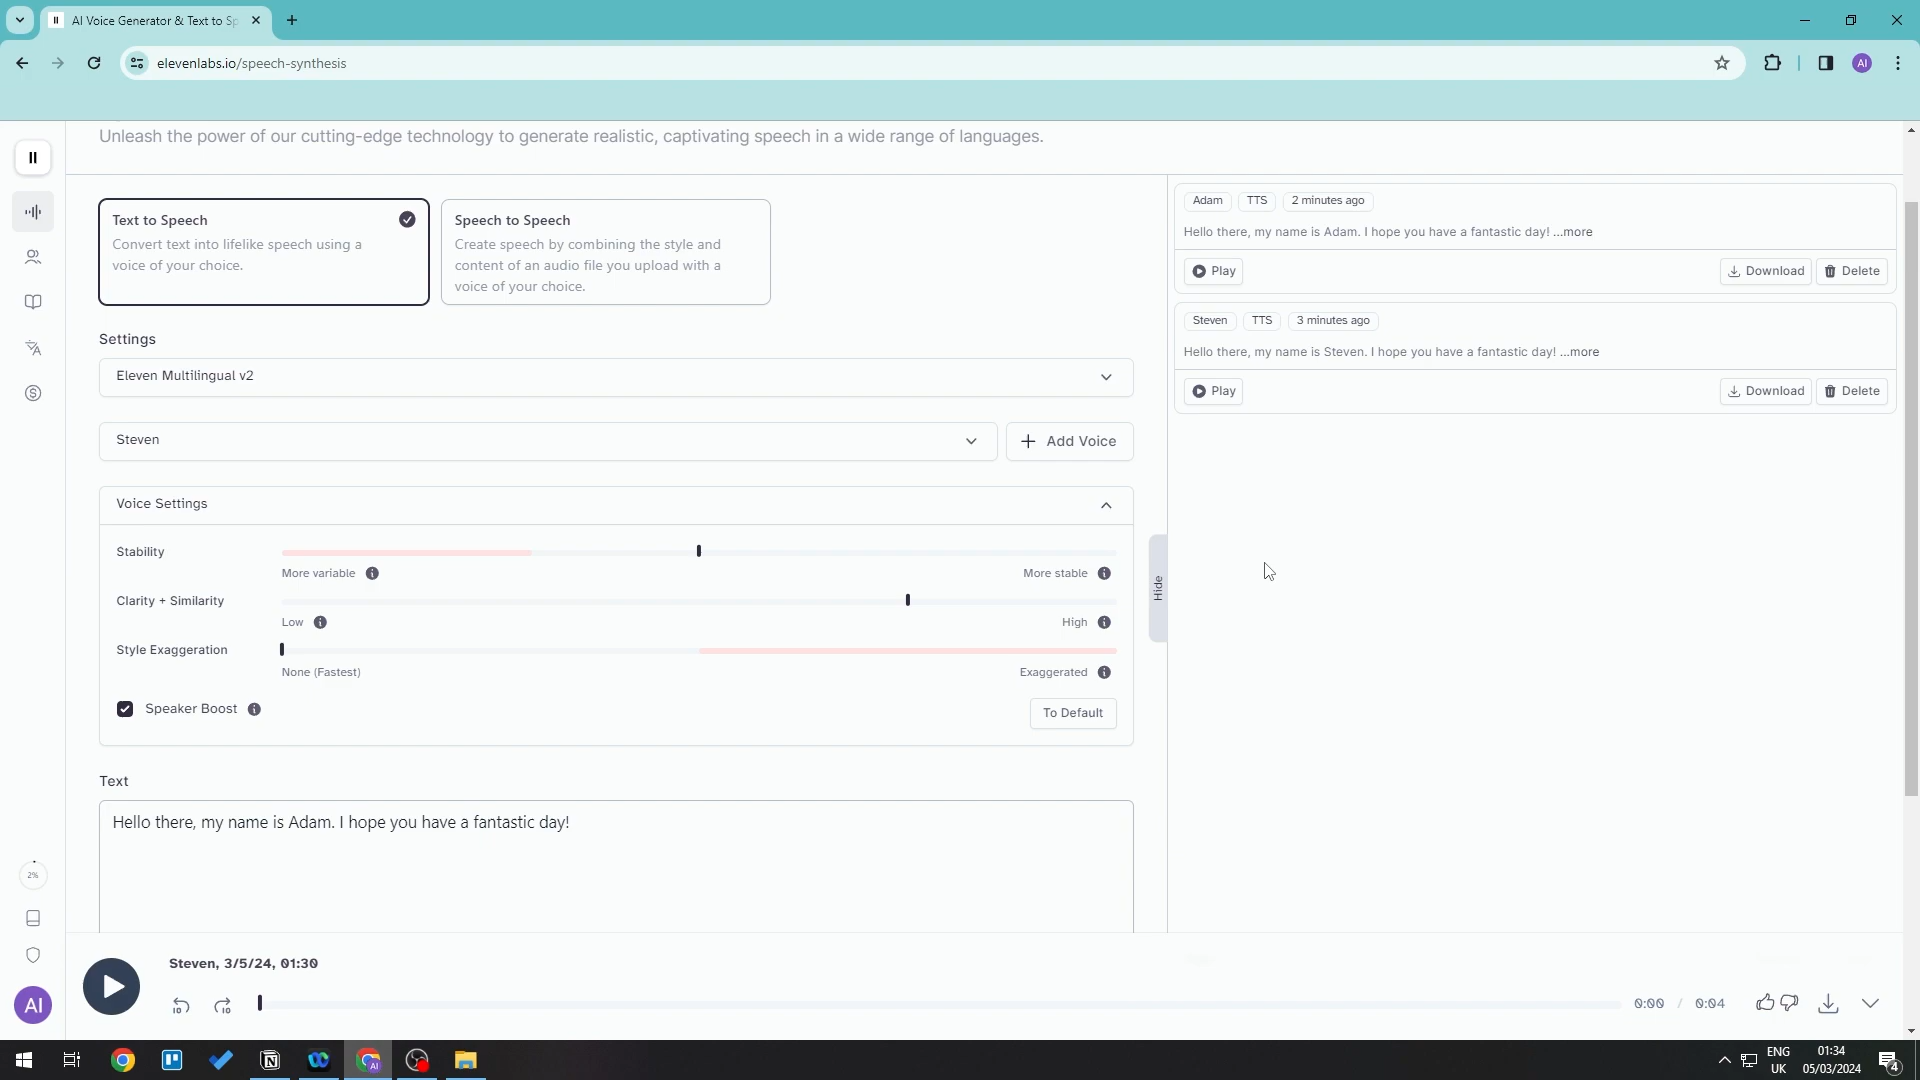 AI Voice Generator & Text to Sp
elevenlabs.io/speech-synthesis
AI
Unleash the power of our cutting-edge technology to generate realistic, captivating speech in a wide range of languages.
Text to Speech
Convert text into lifelike speech using a
voice of your choice.
Speech to Speech
Create speech by combining the style and
content of an audio file you upload with a
voice of your choice.
Settings
Eleven Multilingual v2
Steven
Add Voice
Voice Settings
Stability
More variable
More stable
Clarity + Similarity
Low
High
Style Exaggeration
None (Fastest)
Exaggerated
Speaker Boost
To Default
Text
Hello there, my name is Adam. I hope you have a fantastic day!
Hide
Adam TTS 2 minutes ago
Hello there, my name is Adam. I hope you have a fantastic day! ...more
Play Download Delete
Steven TTS 3 minutes ago
Hello there, my name is Steven. I hope you have a fantastic day! ...more
Play Download Delete
2%
AI
Steven, 3/5/24, 01:30
10 10
0:00 / 0:04
AI
ENG
UK
01:34
05/03/2024
4